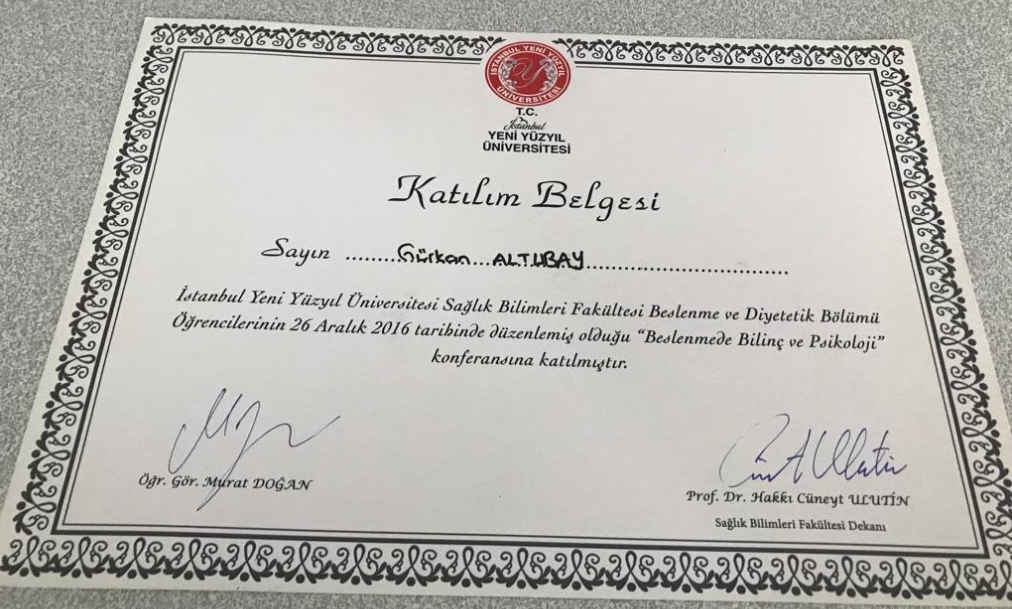 İSTANBUL YENİ YÜZYIL
ÜNİVERSİTESİ
T.C.
İstanbul
YENİ YÜZYIL
ÜNİVERSİTESİ
Katılım Belgesi
Sayın ........Gürkan...ALTUBAY..............................
İstanbul Yeni Yüzyıl Üniversitesi Sağlık Bilimleri Fakültesi Beslenme ve Diyetetik Bölümü
Öğrencilerinin 26 Aralık 2016 tarihinde düzenlemiş olduğu “Beslenmede Bilinç ve Psikoloji”
konferansına katılmıştır.
Öğr. Gör. Murat DOĞAN
Prof. Dr. Hakkı Cüneyt ULUTİN
Sağlık Bilimleri Fakültesi Dekanı